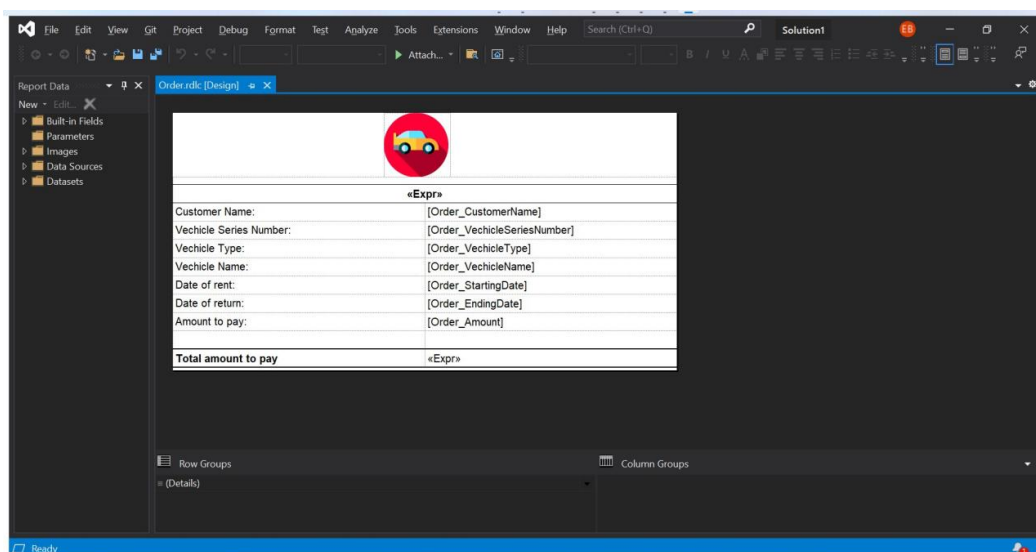 File Edit View Git Project Debug Format Test Analyze Tools Extensions Window Help Search (Ctrl+Q) Solution1 EB
Attach...
B I U A
Report Data
Order.rdlc [Design]
New Edit...
Built-in Fields
Parameters
Images
Data Sources
Datasets
«Expr»
Customer Name: [Order_CustomerName]
Vechicle Series Number: [Order_VechicleSeriesNumber]
Vechicle Type: [Order_VechicleType]
Vechicle Name: [Order_VechicleName]
Date of rent: [Order_StartingDate]
Date of return: [Order_EndingDate]
Amount to pay: [Order_Amount]
Total amount to pay «Expr»
Row Groups Column Groups
(Details)
Ready